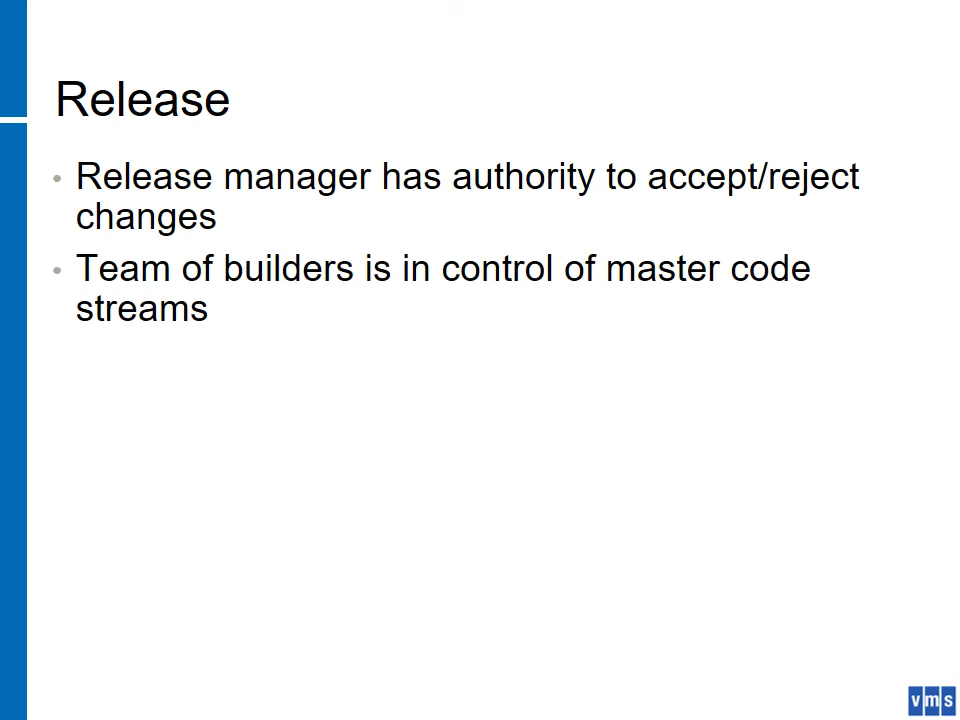 Release
• Release manager has authority to accept/reject
changes
• Team of builders is in control of master code
streams
vms